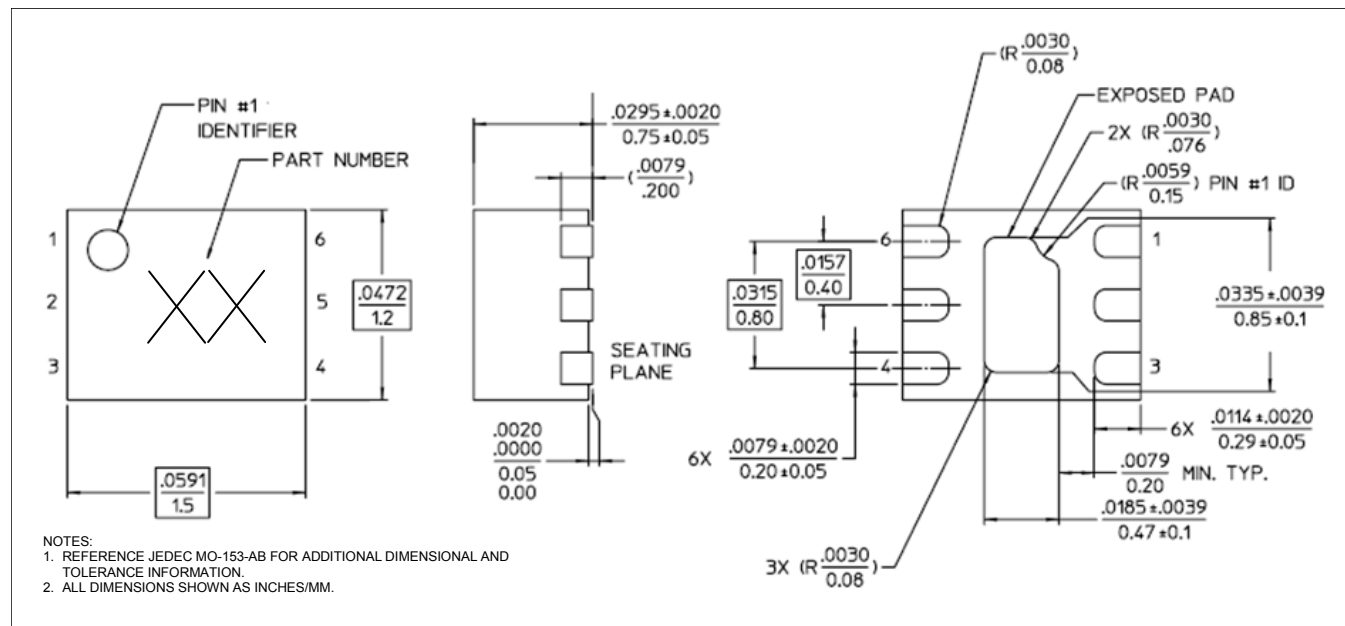 PIN #1
IDENTIFIER
PART NUMBER
1
2
3
6
5
4
XX
.0472
1.2
.0591
1.5
.0295±.0020
0.75±0.05
(.0079
.200)
SEATING
PLANE
.0020
.0000
0.05
0.00
(R .0030
0.08)
EXPOSED PAD
2X (R .0030
.076)
(R .0059
0.15) PIN #1 ID
6
4
1
3
.0157
0.40
.0315
0.80
.0335±.0039
0.85±0.1
6X .0079±.0020
0.20±0.05
6X .0114±.0020
0.29±0.05
.0079
0.20 MIN. TYP.
.0185±.0039
0.47±0.1
3X (R .0030
0.08)
NOTES:
1. REFERENCE JEDEC MO-153-AB FOR ADDITIONAL DIMENSIONAL AND
TOLERANCE INFORMATION.
2. ALL DIMENSIONS SHOWN AS INCHES/MM.